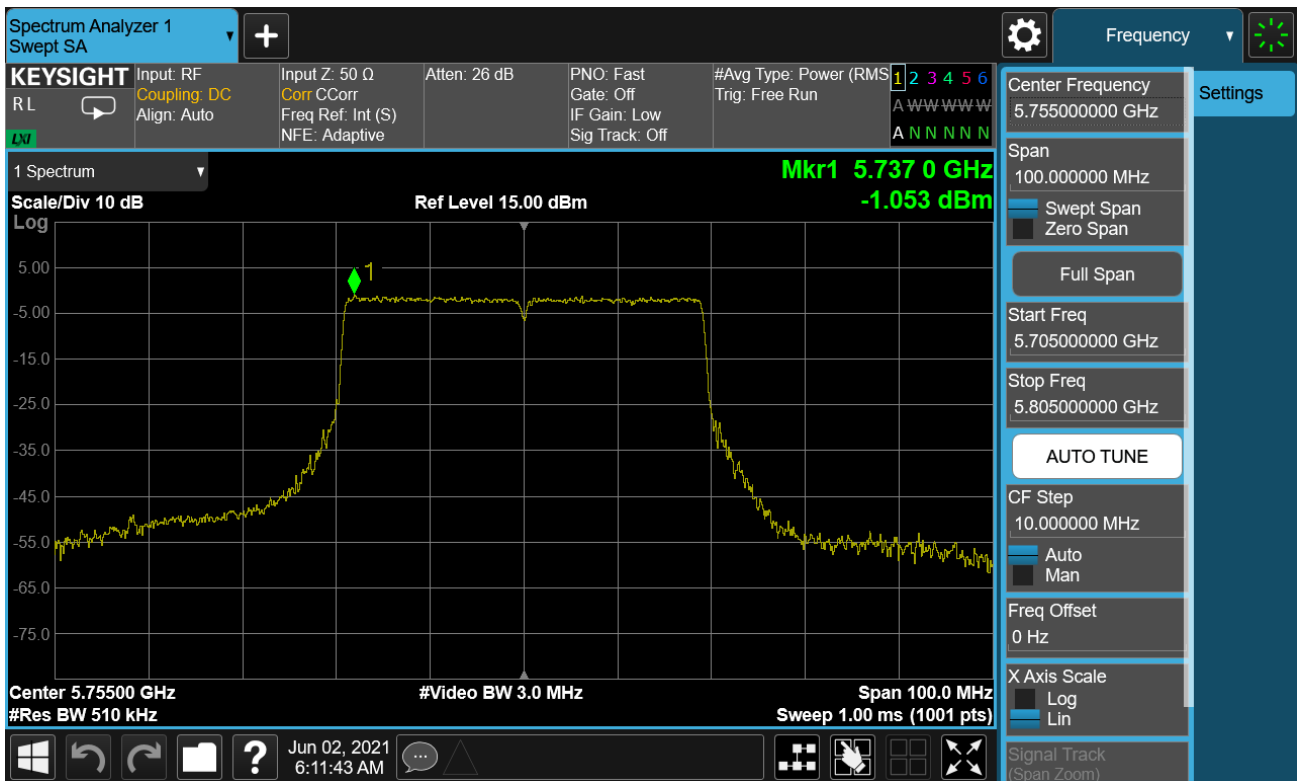 Spectrum Analyzer 1
Swept SA
Frequency
KEYSIGHT
R L
LXI
Input: RF
Coupling: DC
Align: Auto
Input Z: 50 Ω
Corr CCorr
Freq Ref: Int (S)
NFE: Adaptive
Atten: 26 dB
PNO: Fast
Gate: Off
IF Gain: Low
Sig Track: Off
#Avg Type: Power (RMS
Trig: Free Run
1 2 3 4 5 6
A W W W W W
A N N N N N
1 Spectrum
Mkr1 5.737 0 GHz
-1.053 dBm
Scale/Div 10 dB
Ref Level 15.00 dBm
Log
1
5.00
-5.00
-15.0
-25.0
-35.0
-45.0
-55.0
-65.0
-75.0
Center 5.75500 GHz
#Video BW 3.0 MHz
Span 100.0 MHz
#Res BW 510 kHz
Sweep 1.00 ms (1001 pts)
Center Frequency
5.755000000 GHz
Settings
Span
100.000000 MHz
Swept Span
Zero Span
Full Span
Start Freq
5.705000000 GHz
Stop Freq
5.805000000 GHz
AUTO TUNE
CF Step
10.000000 MHz
Auto
Man
Freq Offset
0 Hz
X Axis Scale
Log
Lin
Signal Track
(Span Zoom)
?
Jun 02, 2021
6:11:43 AM